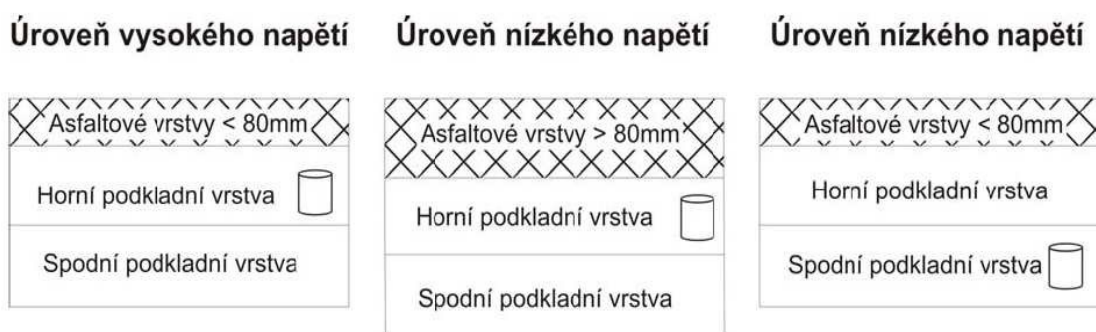 Úroveň vysokého napětí
Asfaltové vrstvy < 80mm
Horní podkladní vrstva
Spodní podkladní vrstva
Úroveň nízkého napětí
Asfaltové vrstvy > 80mm
Horní podkladní vrstva
Spodní podkladní vrstva
Úroveň nízkého napětí
Asfaltové vrstvy < 80mm
Horní podkladní vrstva
Spodní podkladní vrstva